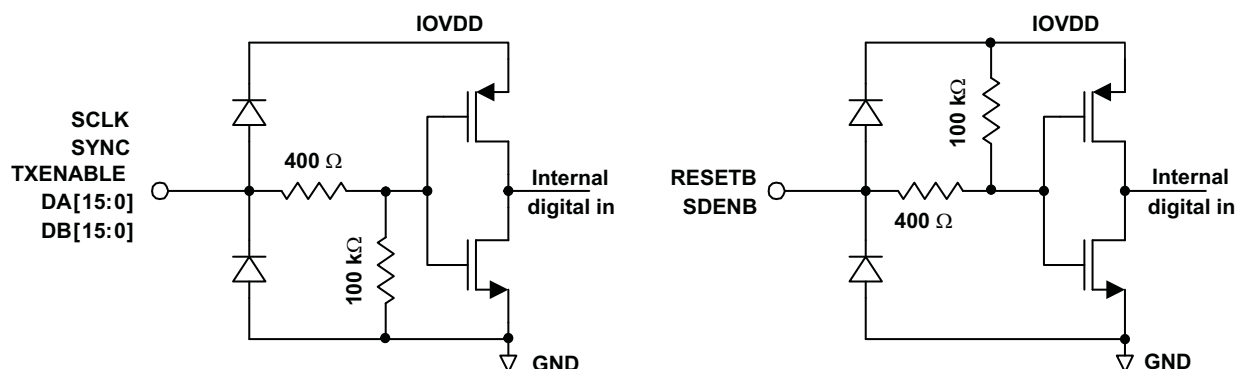 IOVDD
SCLK
SYNC
TXENABLE
DA[15:0]
DB[15:0]
400 Ω
100 kΩ
Internal
digital in
GND
IOVDD
100 kΩ
RESETB
SDENB
400 Ω
Internal
digital in
GND